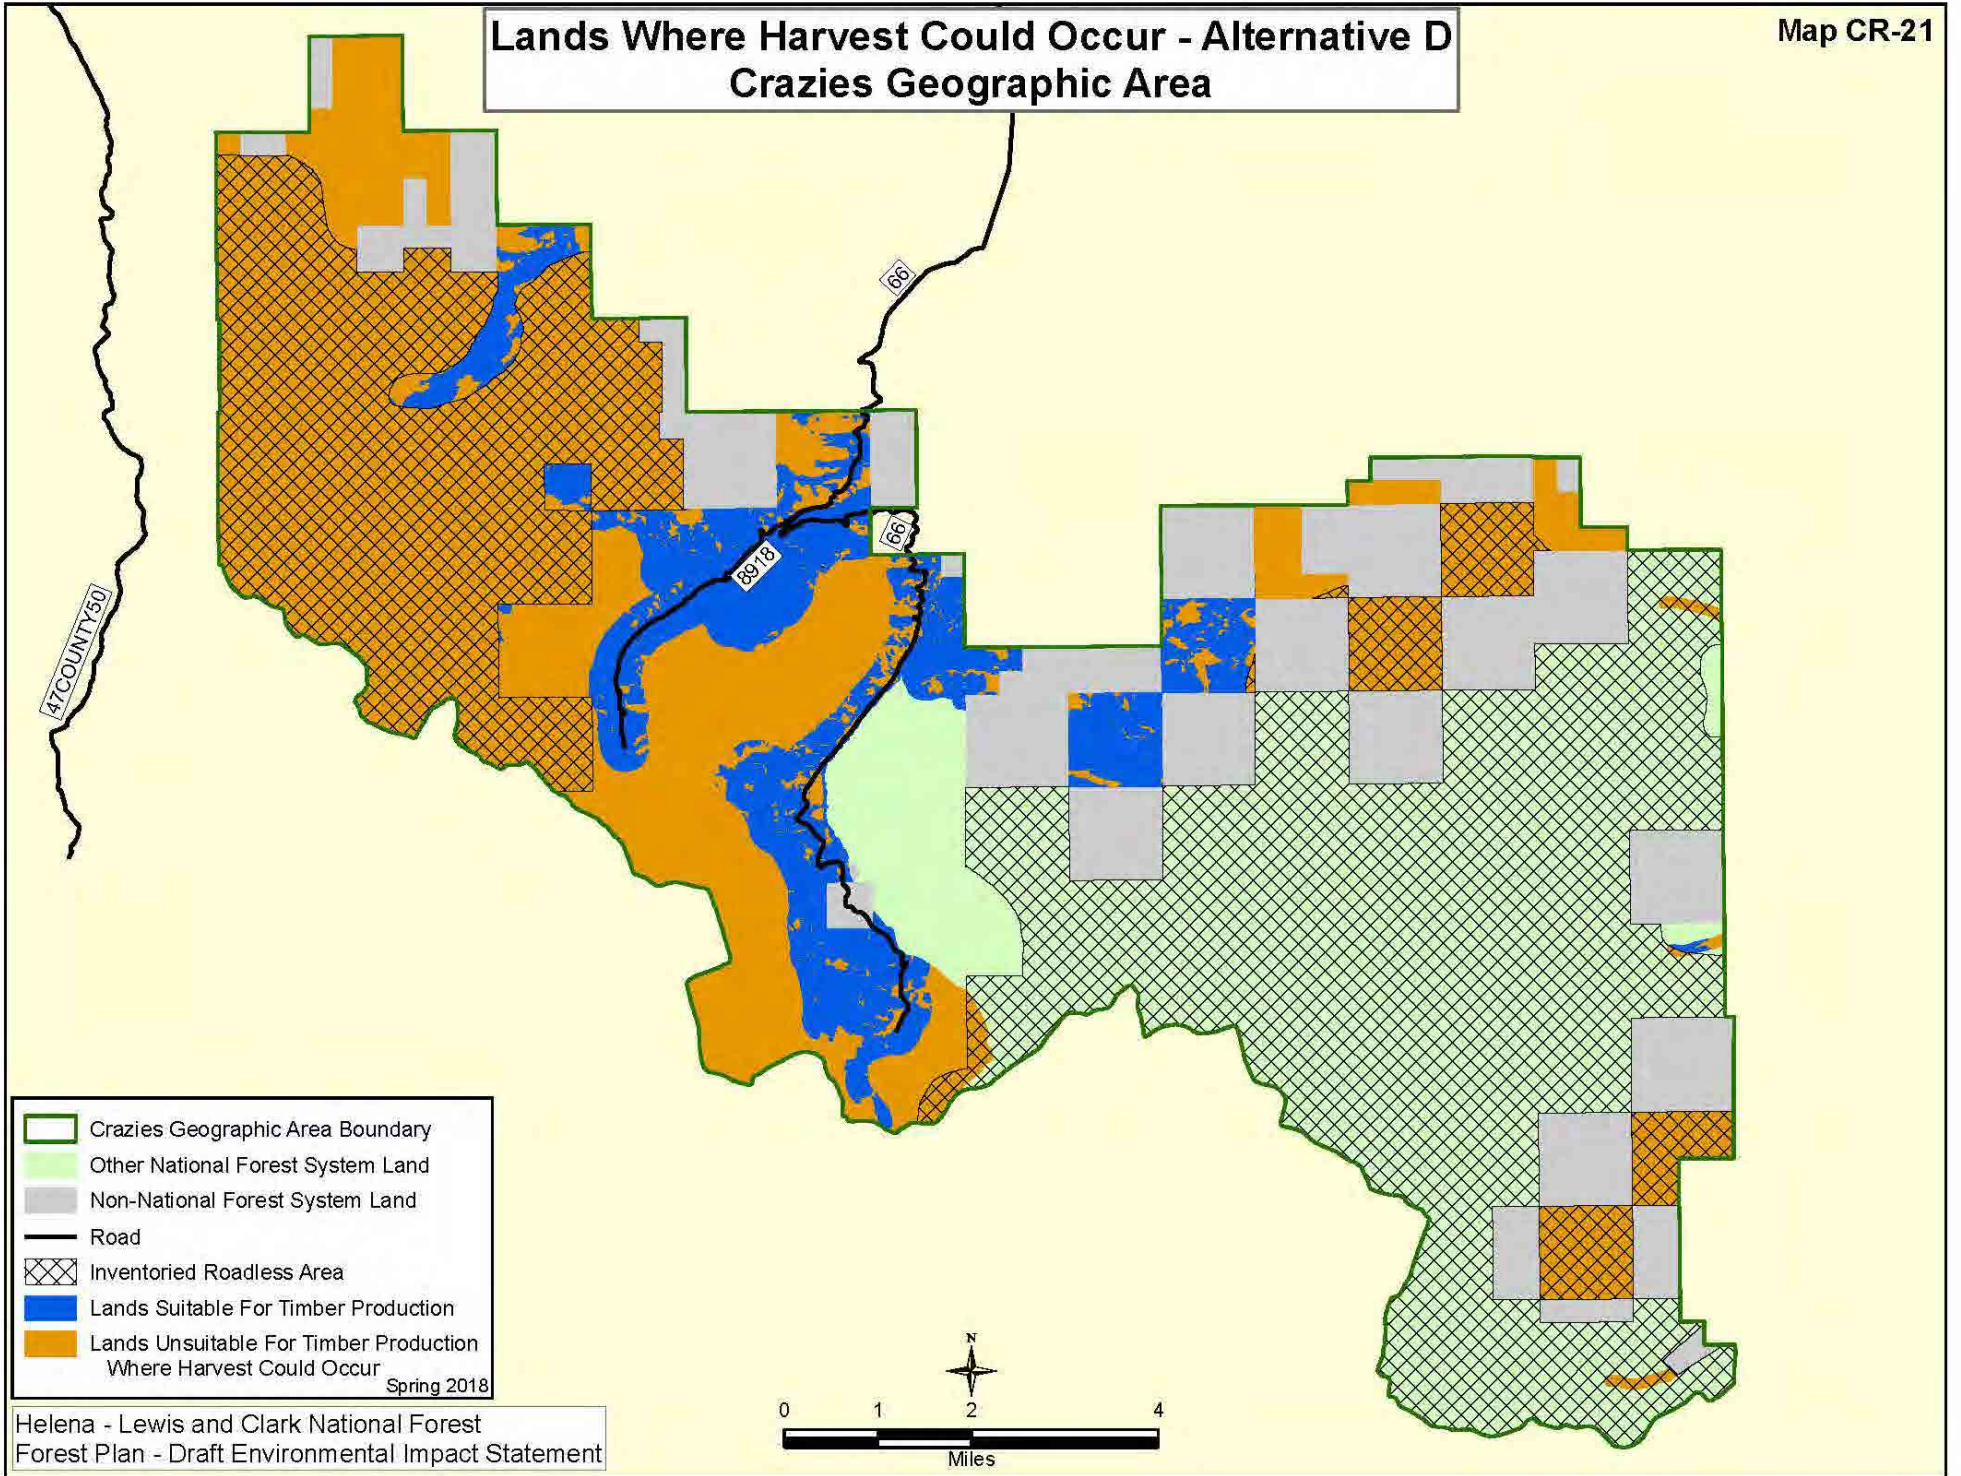 Lands Where Harvest Could Occur - Alternative D
Crazies Geographic Area
Map CR-21
66
66
8918
47COUNTY50
Crazies Geographic Area Boundary
Other National Forest System Land
Non-National Forest System Land
Road
Inventoried Roadless Area
Lands Suitable For Timber Production
Lands Unsuitable For Timber Production
Where Harvest Could Occur
Spring 2018
Helena - Lewis and Clark National Forest
Forest Plan - Draft Environmental Impact Statement
N
0 1 2 4
Miles